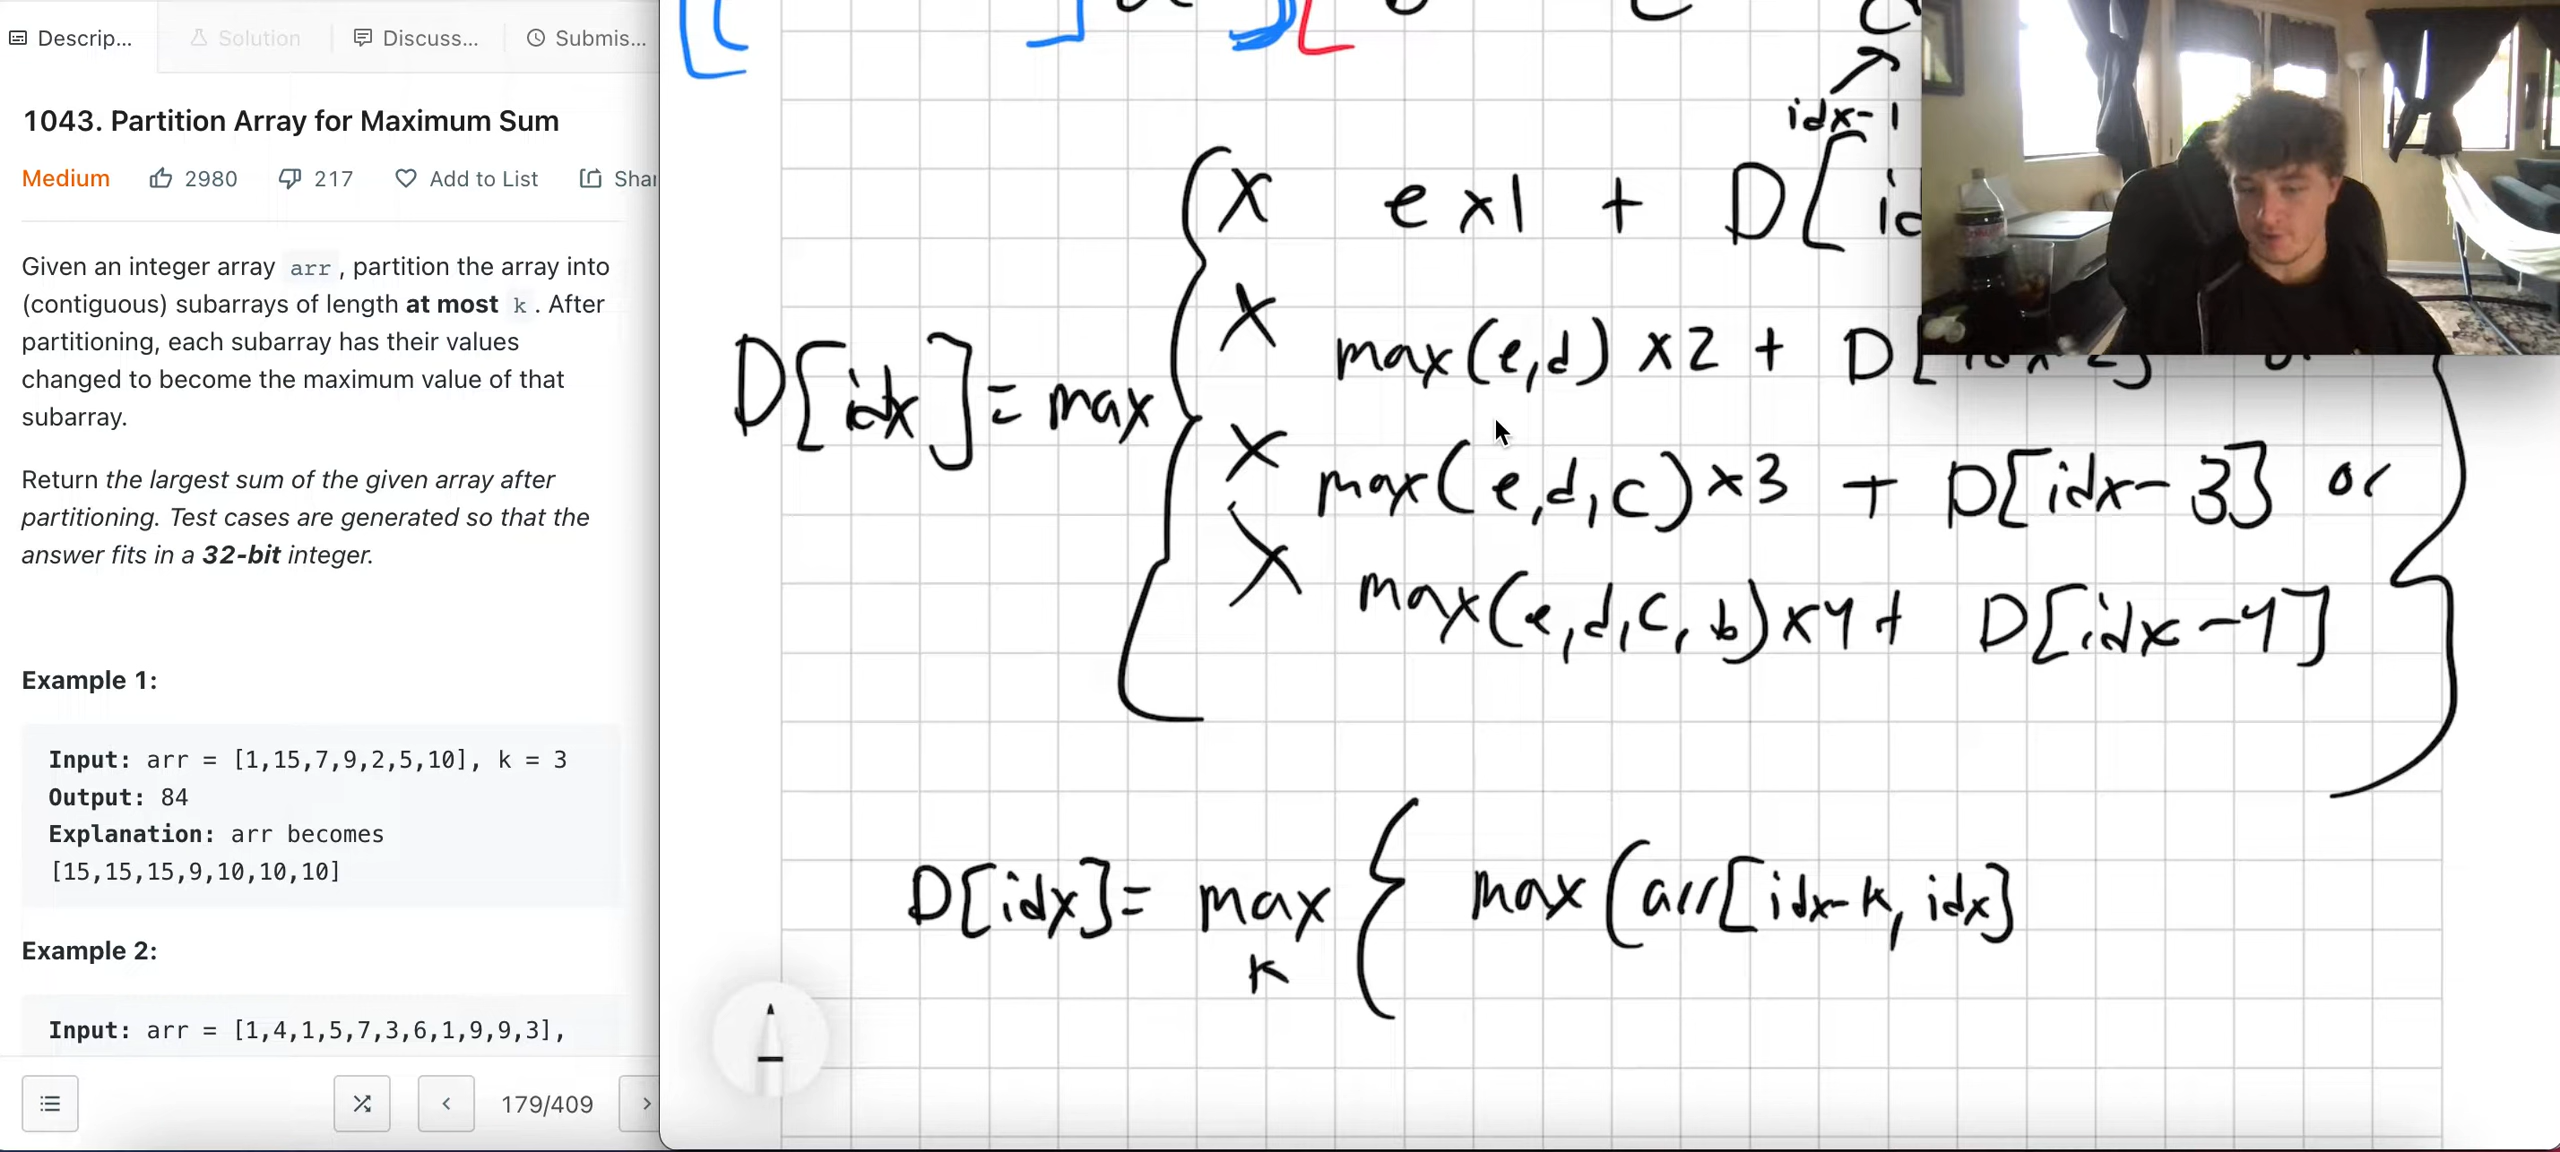 Descrip...
Solution
Discuss...
Submis...
1043. Partition Array for Maximum Sum
Medium 2980 217 Add to List Shar
Given an integer array arr , partition the array into
(contiguous) subarrays of length at most k . After
partitioning, each subarray has their values
changed to become the maximum value of that
subarray.
Return the largest sum of the given array after
partitioning. Test cases are generated so that the
answer fits in a 32-bit integer.
Example 1:
Input: arr = [1,15,7,9,2,5,10], k = 3
Output: 84
Explanation: arr becomes
[15,15,15,9,10,10,10]
Example 2:
Input: arr = [1,4,1,5,7,3,6,1,9,9,3],
179/409
idx-1
X e x1 + D[
X max(e,d) x2 + D[idx-2]
D[idx] = max
X max(e,d,c) x3 + D[idx-3] or
X max(e,d,c,b) x4 + D[idx-4]
D[idx] = max { max(arr[idx-k, idx]
k